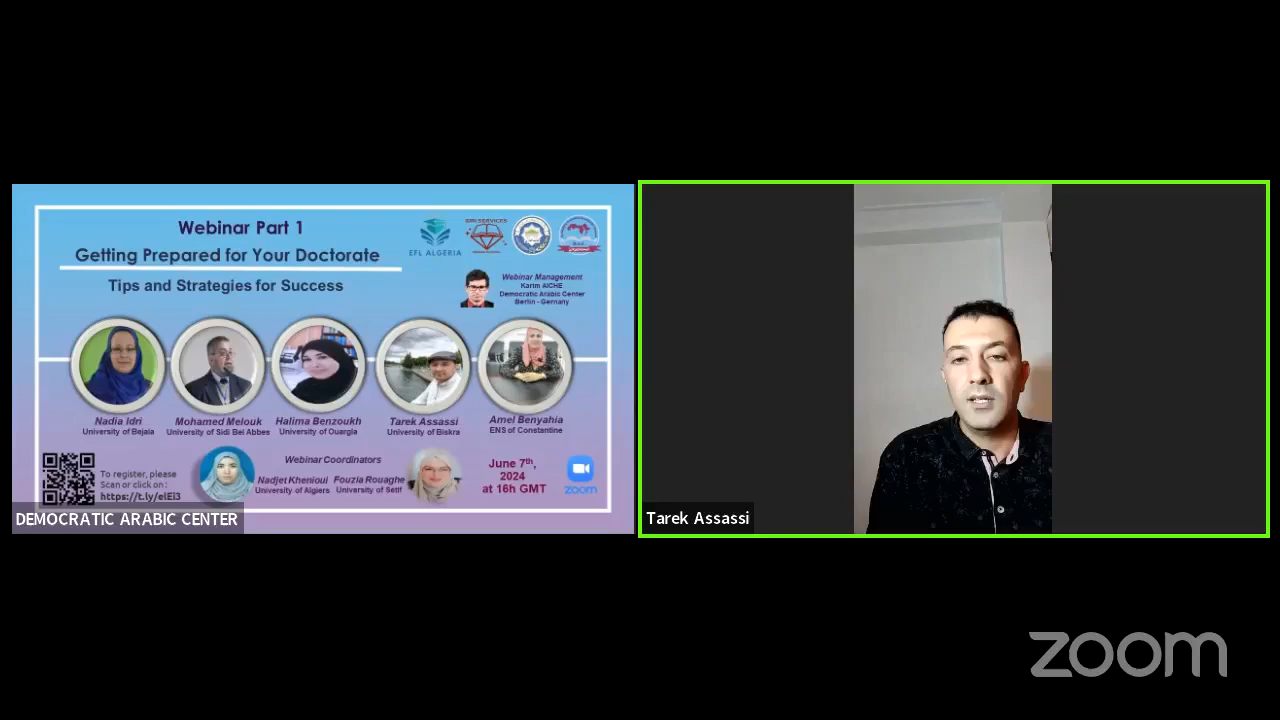 Webinar Part 1
Getting Prepared for Your Doctorate
Tips and Strategies for Success
EFL ALGERIA
Webinar Management
Karim AICHE
Democratic Arabic Center
Berlin - Gernany
Nadia Idri
University of Bejaia
Mohamed Melouk
University of Sidi Bel Abbes
Halima Benzoukh
University of Ouargla
Tarek Assassi
University of Biskra
Amel Benyahia
ENS of Constantine
To register, please
Scan or click on :
https://t.ly/elEi3
Webinar Coordinators
Nadjet Khenioui
University of Algiers
Fouzia Rouaghe
University of Setif
June 7th,
2024
at 16h GMT
zoom
DEMOCRATIC ARABIC CENTER
Tarek Assassi
zoom